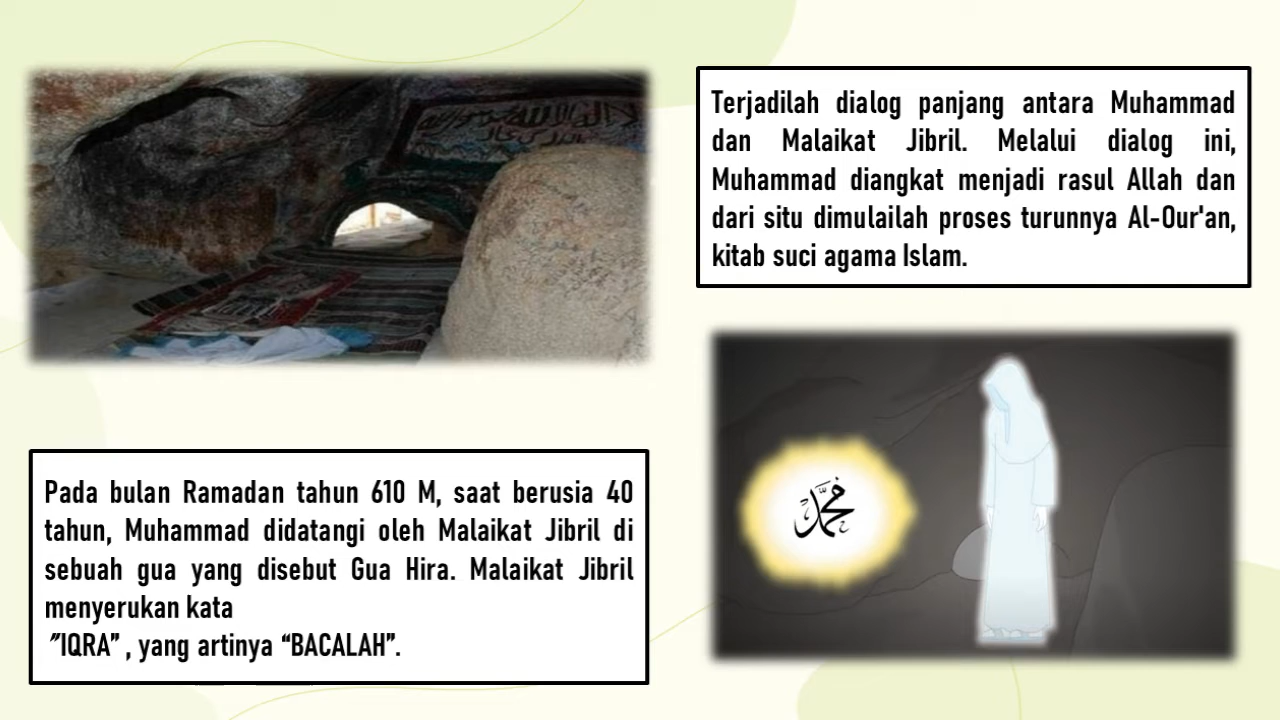 Terjadilah dialog panjang antara Muhammad
dan Malaikat Jibril. Melalui dialog ini,
Muhammad diangkat menjadi rasul Allah dan
dari situ dimulailah proses turunnya Al-Our'an,
kitab suci agama Islam.
محمد
Pada bulan Ramadan tahun 610 M, saat berusia 40
tahun, Muhammad didatangi oleh Malaikat Jibril di
sebuah gua yang disebut Gua Hira. Malaikat Jibril
menyerukan kata
"IQRA" , yang artinya “BACALAH”.